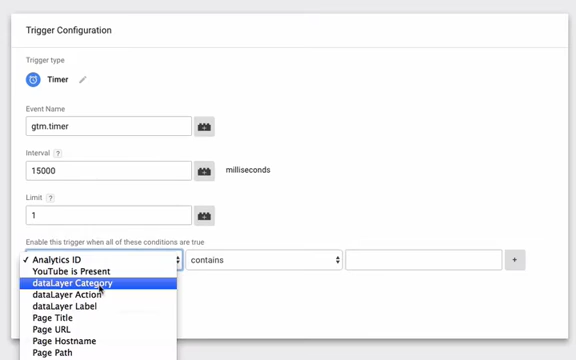 Trigger Configuration
Trigger type
Timer
Event Name
gtm.timer
Interval ?
15000 milliseconds
Limit ?
1
Enable this trigger when all of these conditions are true
✓ Analytics ID contains +
YouTube is Present
dataLayer Category
dataLayer Action
dataLayer Label
Page Title
Page URL
Page Hostname
Page Path